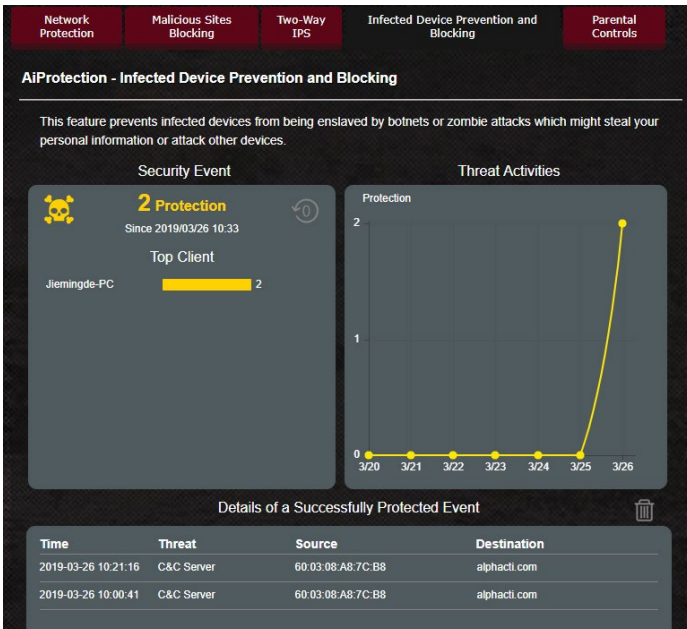 Network
Protection
Malicious Sites
Blocking
Two-Way
IPS
Infected Device Prevention and
Blocking
Parental
Controls
AiProtection - Infected Device Prevention and Blocking
This feature prevents infected devices from being enslaved by botnets or zombie attacks which might steal your
personal information or attack other devices.
Security Event
2 Protection
0
Since 2019/03/26 10:33
Top Client
Jiemingde-PC 2
Threat Activities
Protection
2
1
0
3/20 3/21 3/22 3/23 3/24 3/25 3/26
Details of a Successfully Protected Event
Time Threat Source Destination
2019-03-26 10:21:16 C&C Server 60:03:08:A8:7C:B8 alphacti.com
2019-03-26 10:00:41 C&C Server 60:03:08:A8:7C:B8 alphacti.com